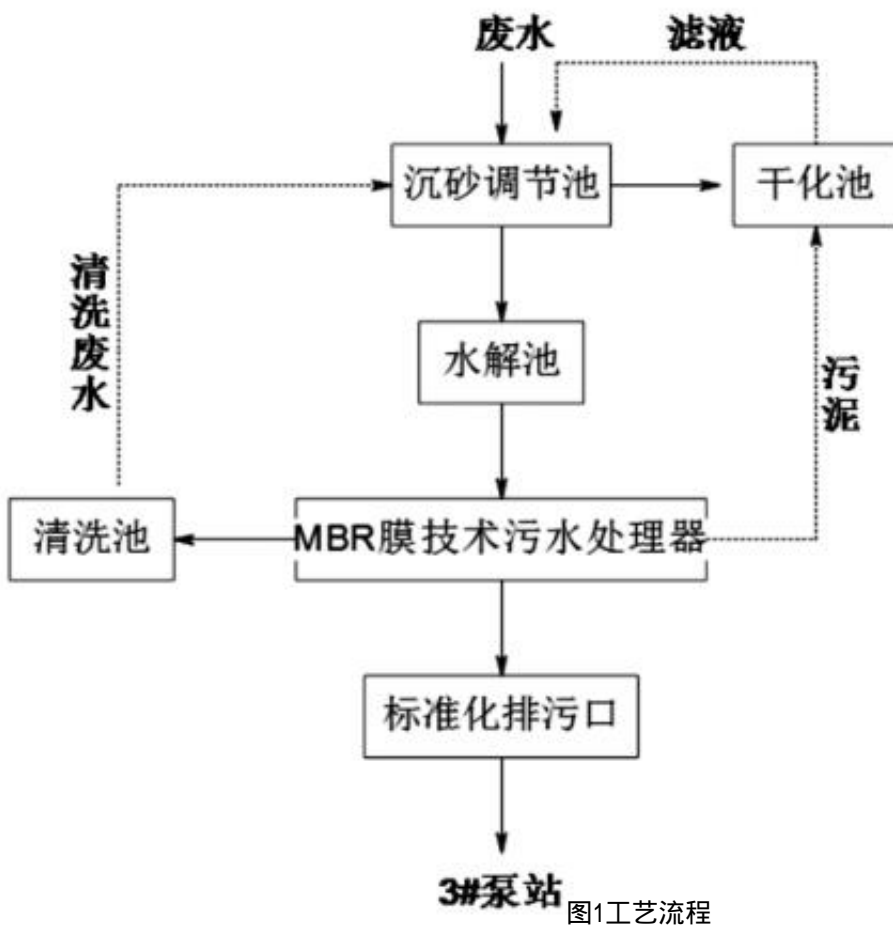 废水
滤液
沉砂调节池
干化池
清洗废水
水解池
污泥
清洗池
MBR膜技术污水处理器
标准化排污口
3#泵站
图1工艺流程